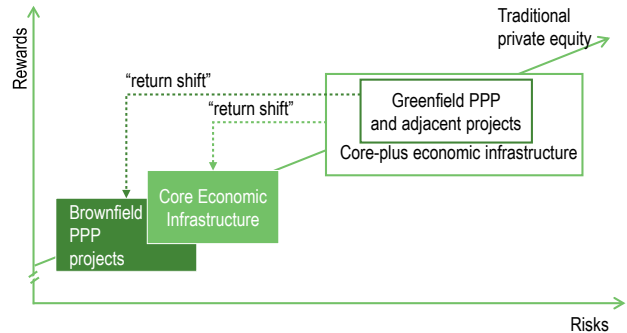 Traditional
private equity
Rewards
“return shift”
“return shift”
Greenfield PPP
and adjacent projects
Core-plus economic infrastructure
Core Economic
Infrastructure
Brownfield
PPP
projects
Risks